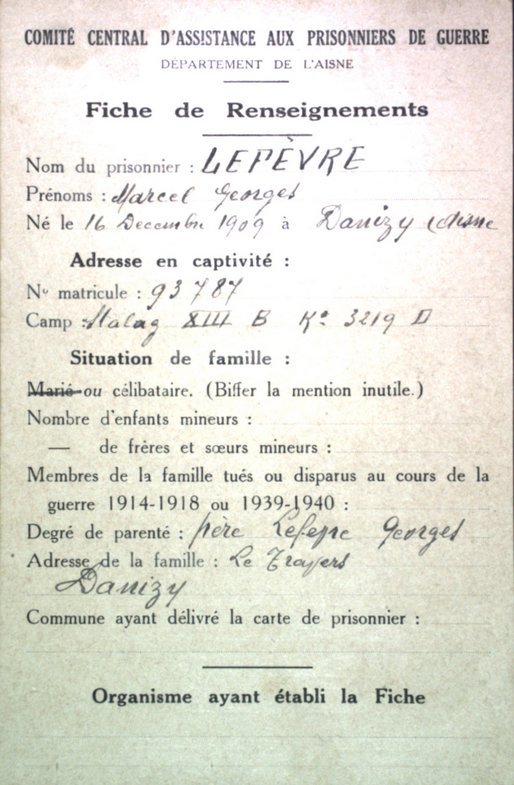 COMITÉ CENTRAL D'ASSISTANCE AUX PRISONNIERS DE GUERRE
DÉPARTEMENT DE L'AISNE
Fiche de Renseignements
Nom du prisonnier : LEFÈVRE
Prénoms : Marcel Georges
Né le 16 Decembre 1909 à Danizy Aisne
Adresse en captivité :
No matricule : 93787
Camp : Stalag XIII B Ko 3219 D
Situation de famille :
Marié ou célibataire. (Biffer la mention inutile.)
Nombre d'enfants mineurs :
— de frères et sœurs mineurs :
Membres de la famille tués ou disparus au cours de la
guerre 1914-1918 ou 1939-1940 :
Degré de parenté : père Georges
Adresse de la famille : Le
Danizy
Commune ayant délivré la carte de prisonnier :
Organisme ayant établi la Fiche